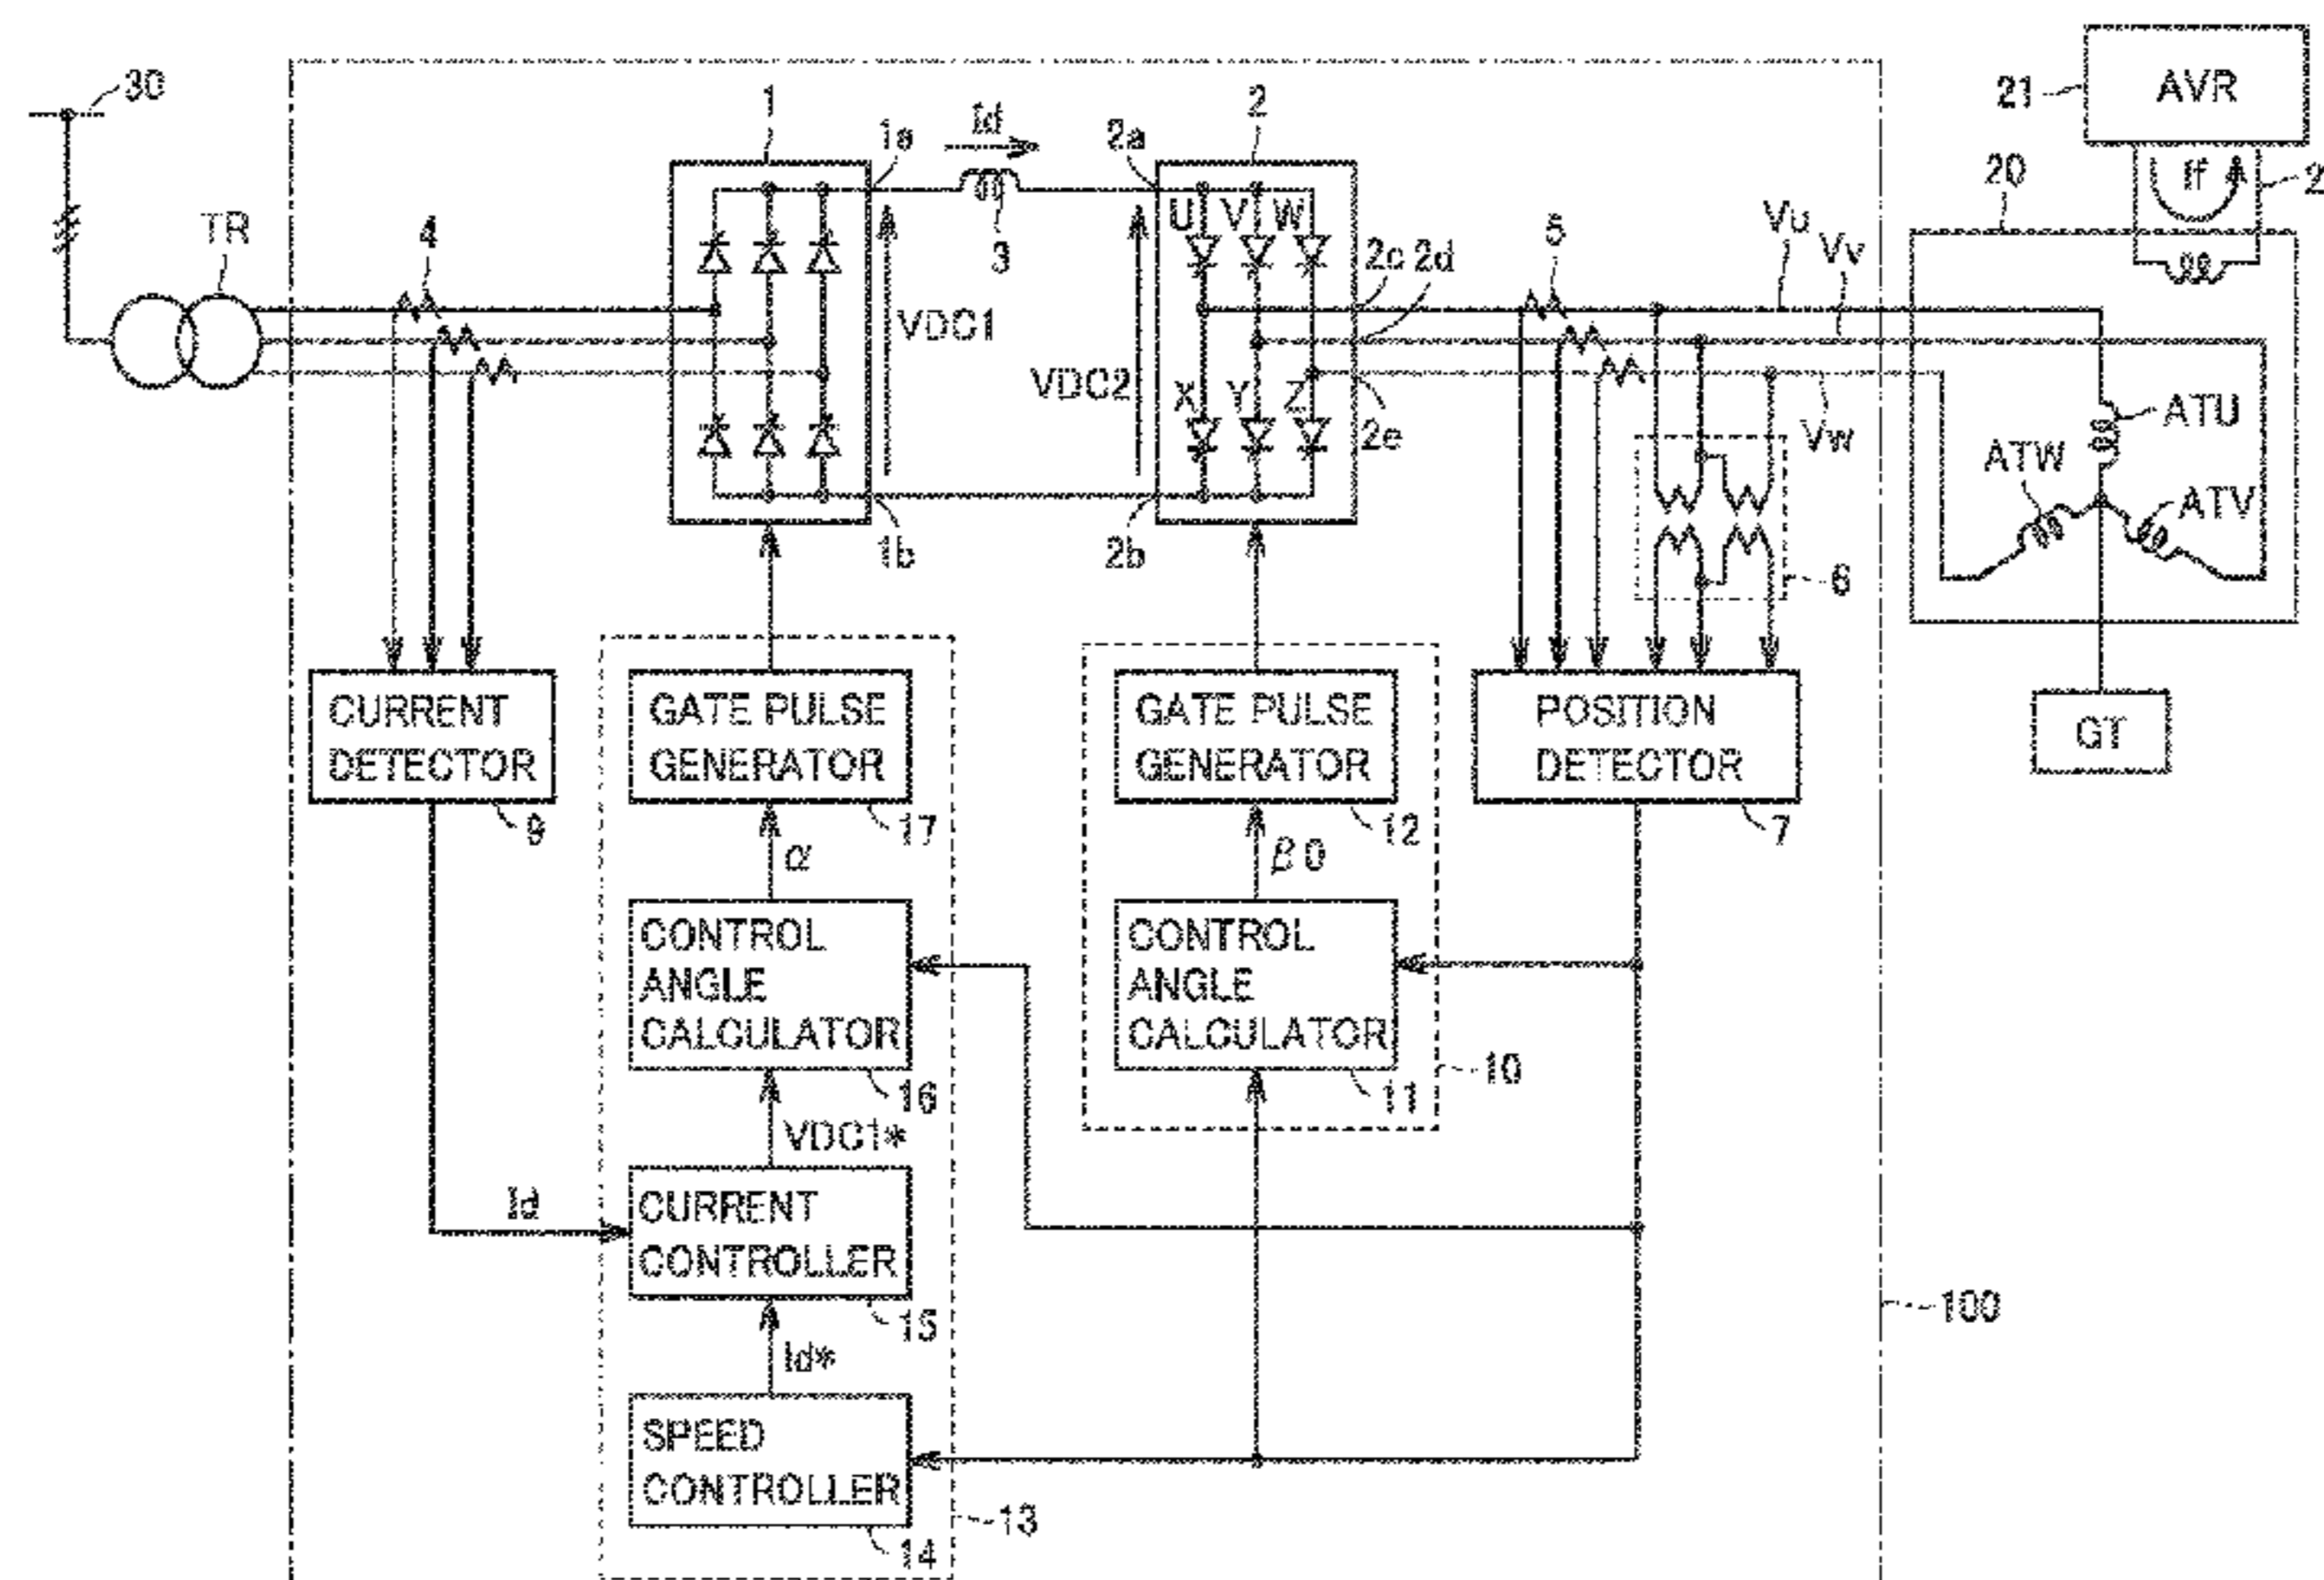 30
TR
4
1
1a
Id
3
2a
2
U V W
VDC1
VDC2
X Y Z
2c 2d
2e
1b
2b
5
Vu
Vv
Vw
6
21
AVR
If
20
ATU
ATW
ATV
GT
CURRENT
DETECTOR
9
GATE PULSE
GENERATOR
17
GATE PULSE
GENERATOR
12
POSITION
DETECTOR
7
α
β0
CONTROL
ANGLE
CALCULATOR
16
CONTROL
ANGLE
CALCULATOR
11
10
VDC1*
Id
CURRENT
CONTROLLER
15
Id*
SPEED
CONTROLLER
14
13
100